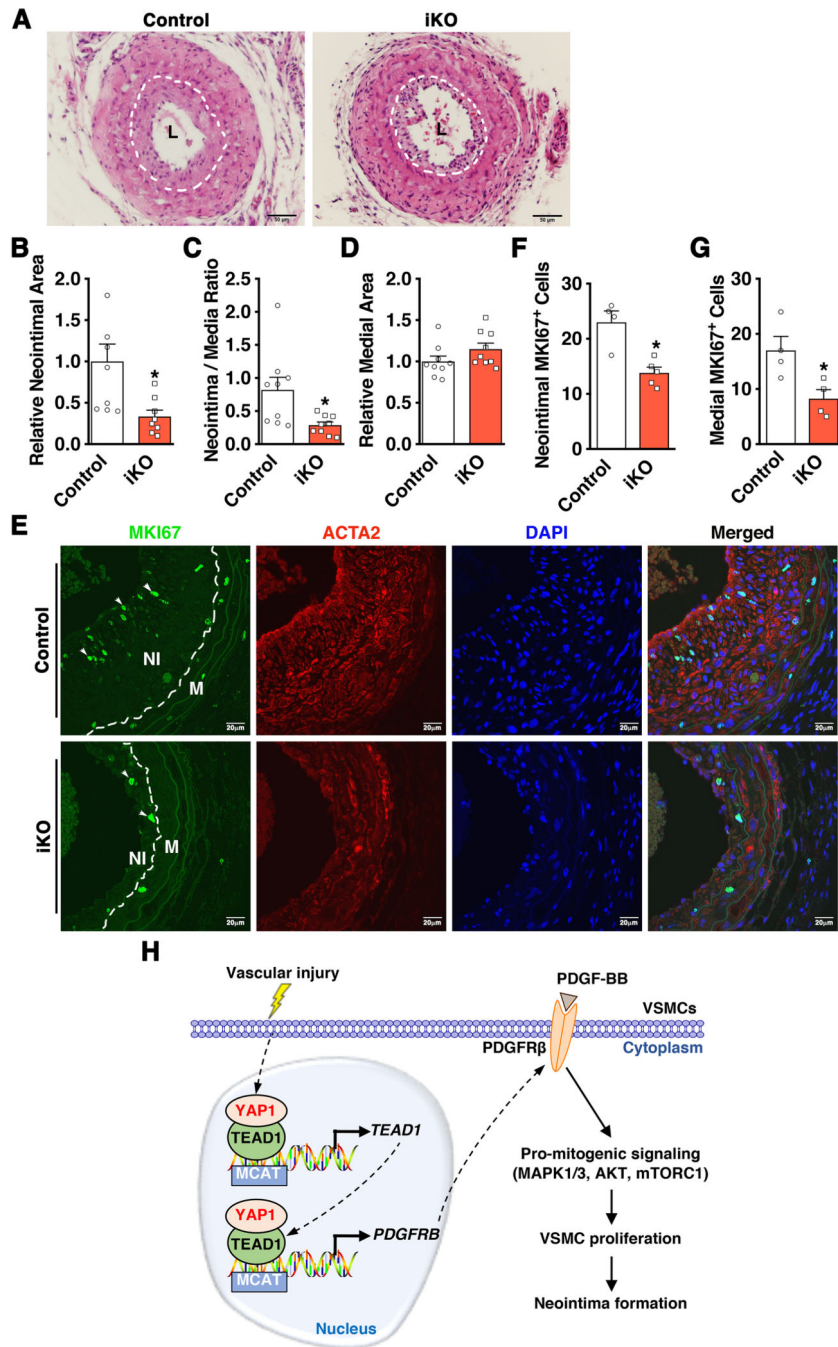 A
Control
iKO
L
L
50 µm
50 µm
B
Relative Neointimal Area
2.0
1.5
1.0
0.5
0.0
*
Control
iKO
C
Neointima / Media Ratio
2.5
2.0
1.5
1.0
0.5
0.0
*
Control
iKO
D
Relative Medial Area
2.0
1.5
1.0
0.5
0.0
Control
iKO
F
Neointimal MKI67+ Cells
30
20
10
0
*
Control
iKO
G
Medial MKI67+ Cells
30
20
10
0
*
Control
iKO
E
MKI67
ACTA2
DAPI
Merged
Control
NI
M
20µm
20µm
20µm
20µm
iKO
NI
M
20µm
20µm
20µm
20µm
H
Vascular injury
PDGF-BB
VSMCs
PDGFRβ
Cytoplasm
YAP1
TEAD1
MCAT
TEAD1
YAP1
TEAD1
MCAT
PDGFRB
Nucleus
Pro-mitogenic signaling
(MAPK1/3, AKT, mTORC1)
VSMC proliferation
Neointima formation